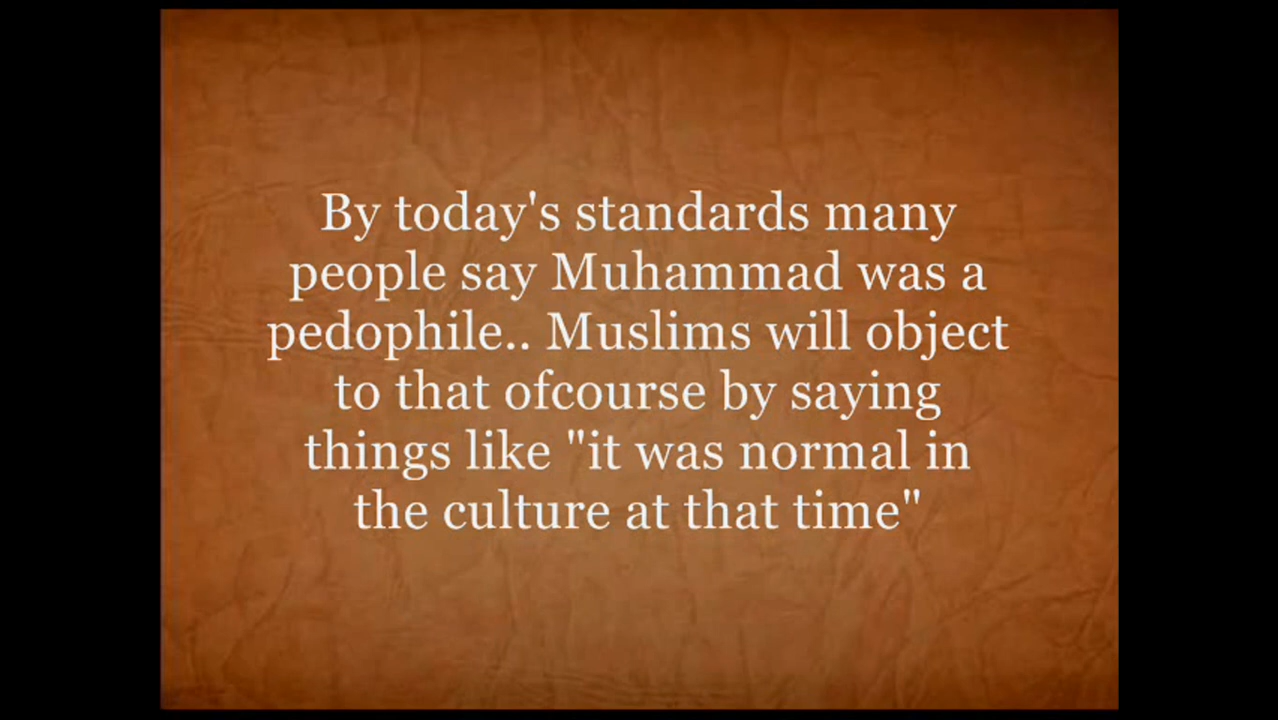 By today's standards many
people say Muhammad was a
pedophile.. Muslims will object
to that ofcourse by saying
things like "it was normal in
the culture at that time"